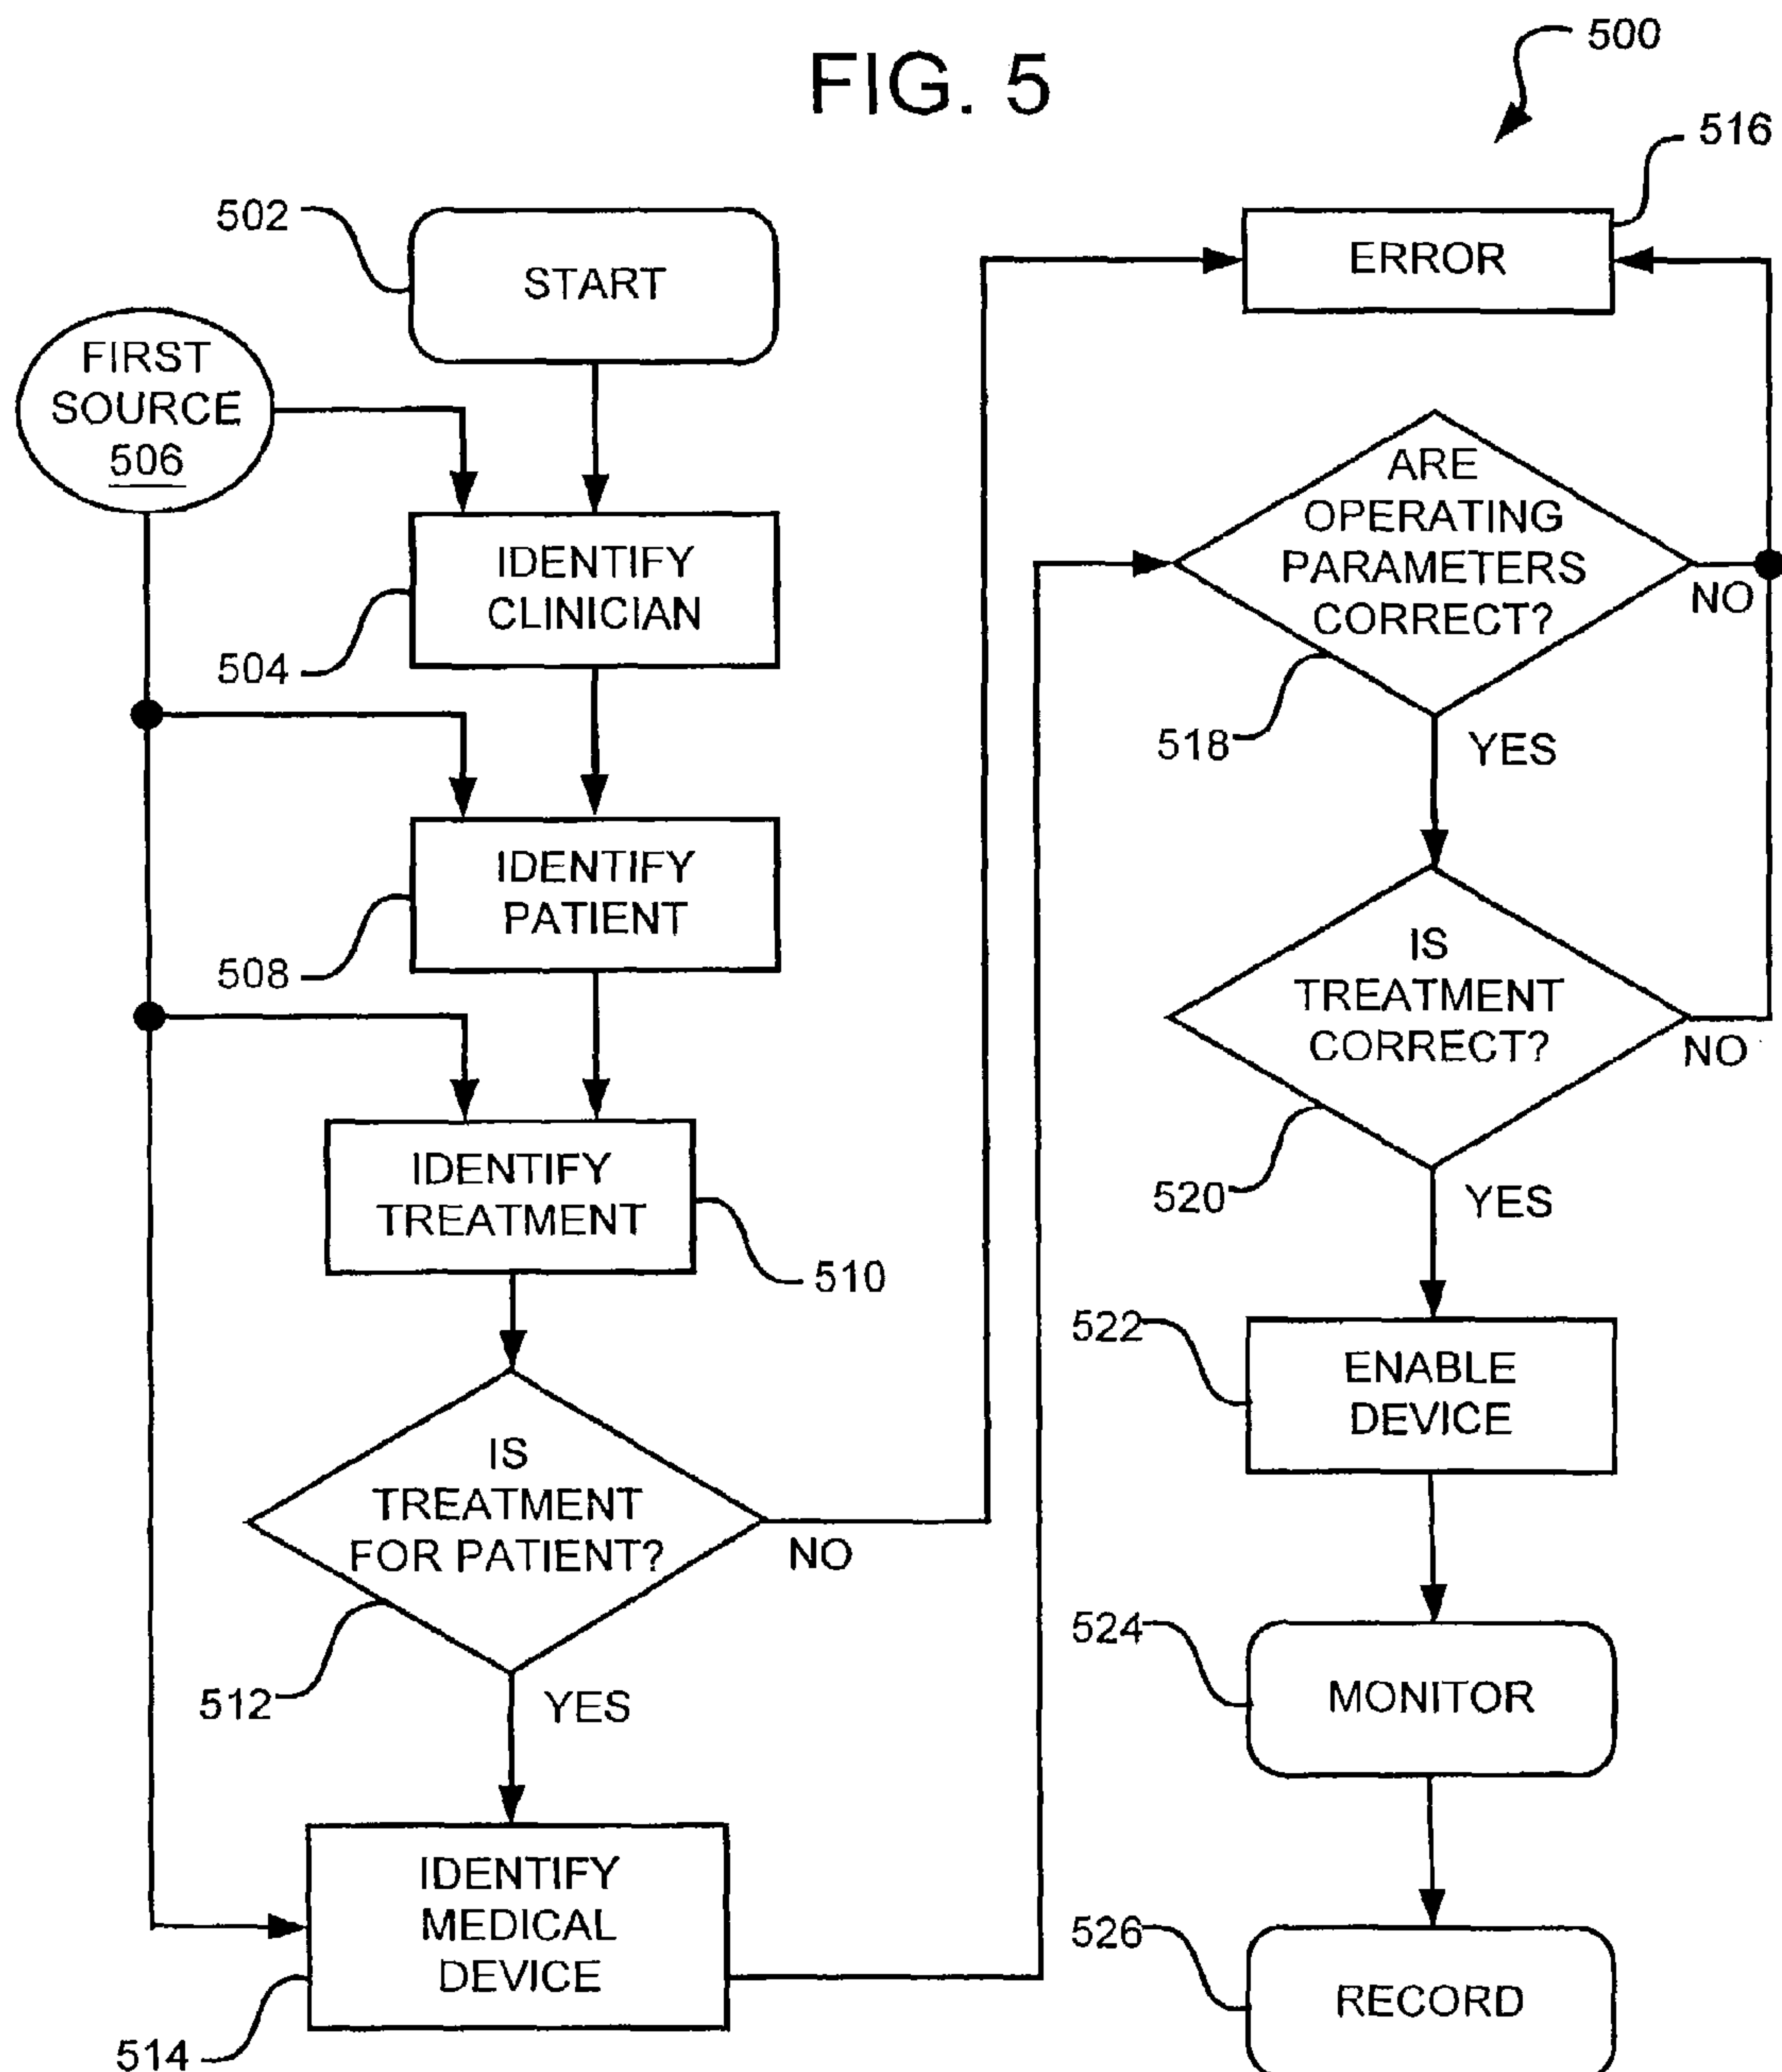 FIG. 5
500
516
502
START
ERROR
FIRST
SOURCE
506
IDENTIFY
CLINICIAN
504
ARE
OPERATING
PARAMETERS
CORRECT?
NO
518
YES
IDENTIFY
PATIENT
508
IS
TREATMENT
CORRECT?
NO
520
YES
IDENTIFY
TREATMENT
510
522
ENABLE
DEVICE
IS
TREATMENT
FOR PATIENT?
NO
512
YES
524
MONITOR
IDENTIFY
MEDICAL
DEVICE
514
526
RECORD